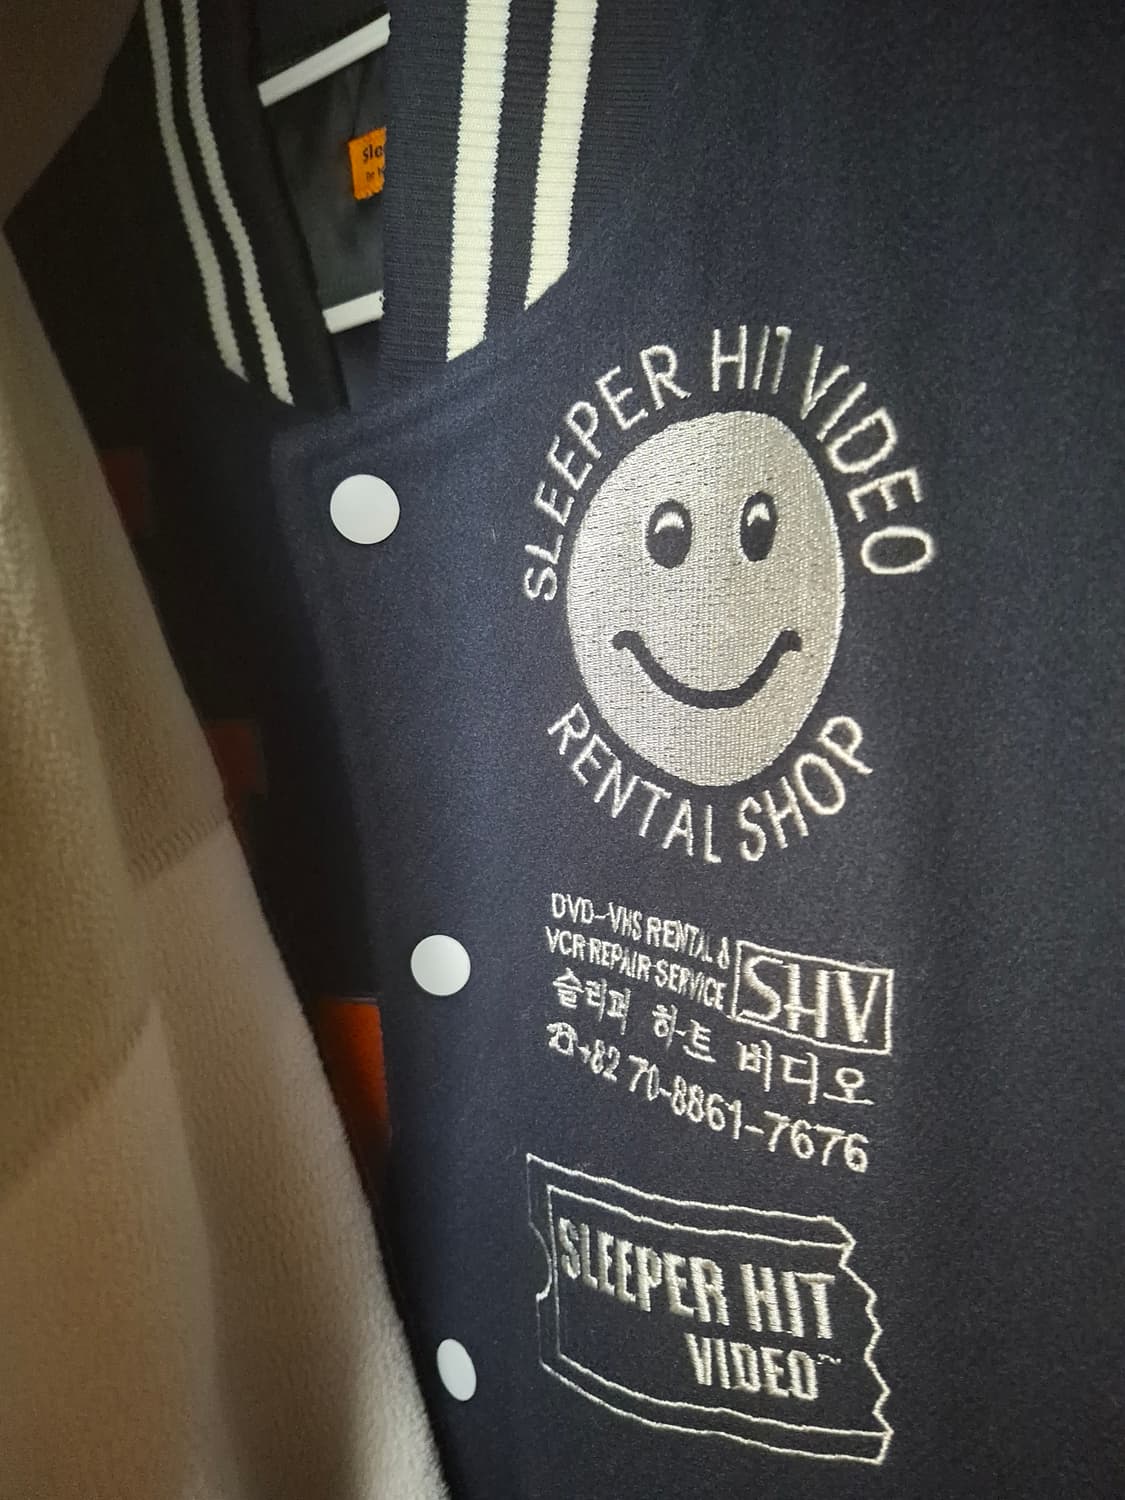 SLEEPER HIT VIDEO
RENTAL SHOP
DVD-VHS RENTAL &
VCR REPAIR SERVICE
SHV
슬리퍼 히트 비디오
☎+82 70-8861-7676
SLEEPER HIT
VIDEO™